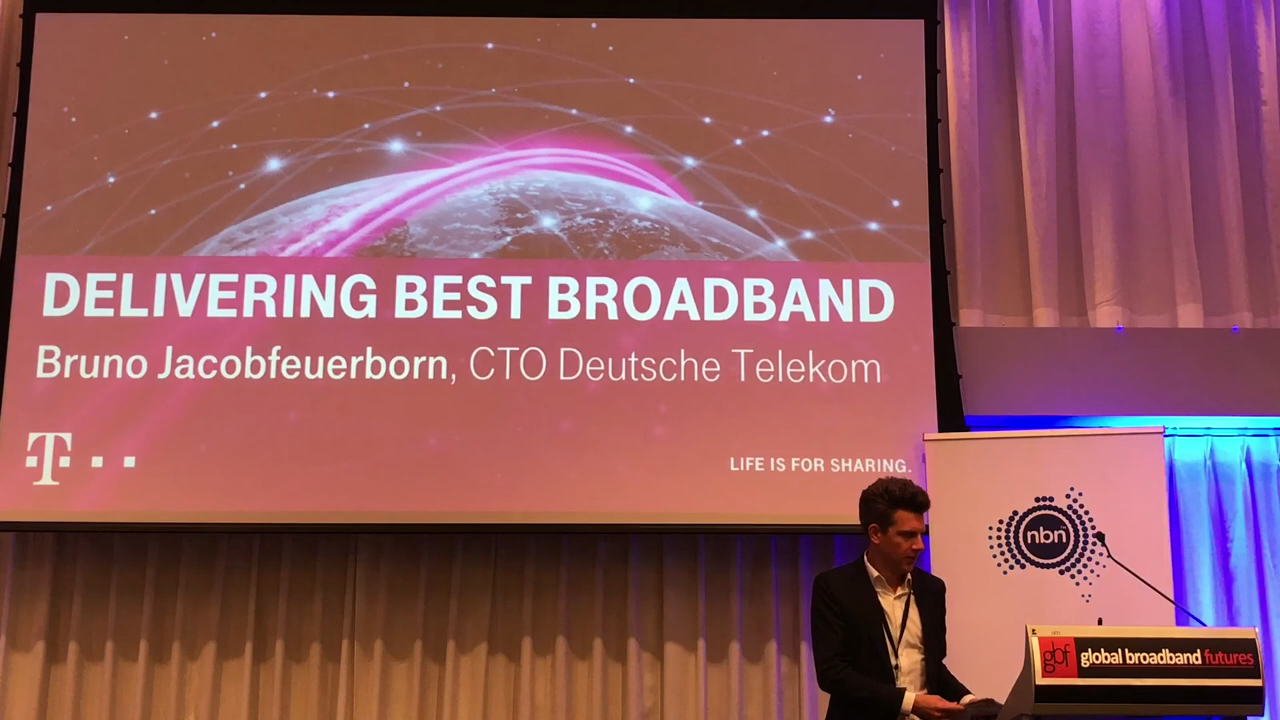 DELIVERING BEST BROADBAND
Bruno Jacobfeuerborn, CTO Deutsche Telekom
T
LIFE IS FOR SHARING.
nbn
gbf global broadband futures